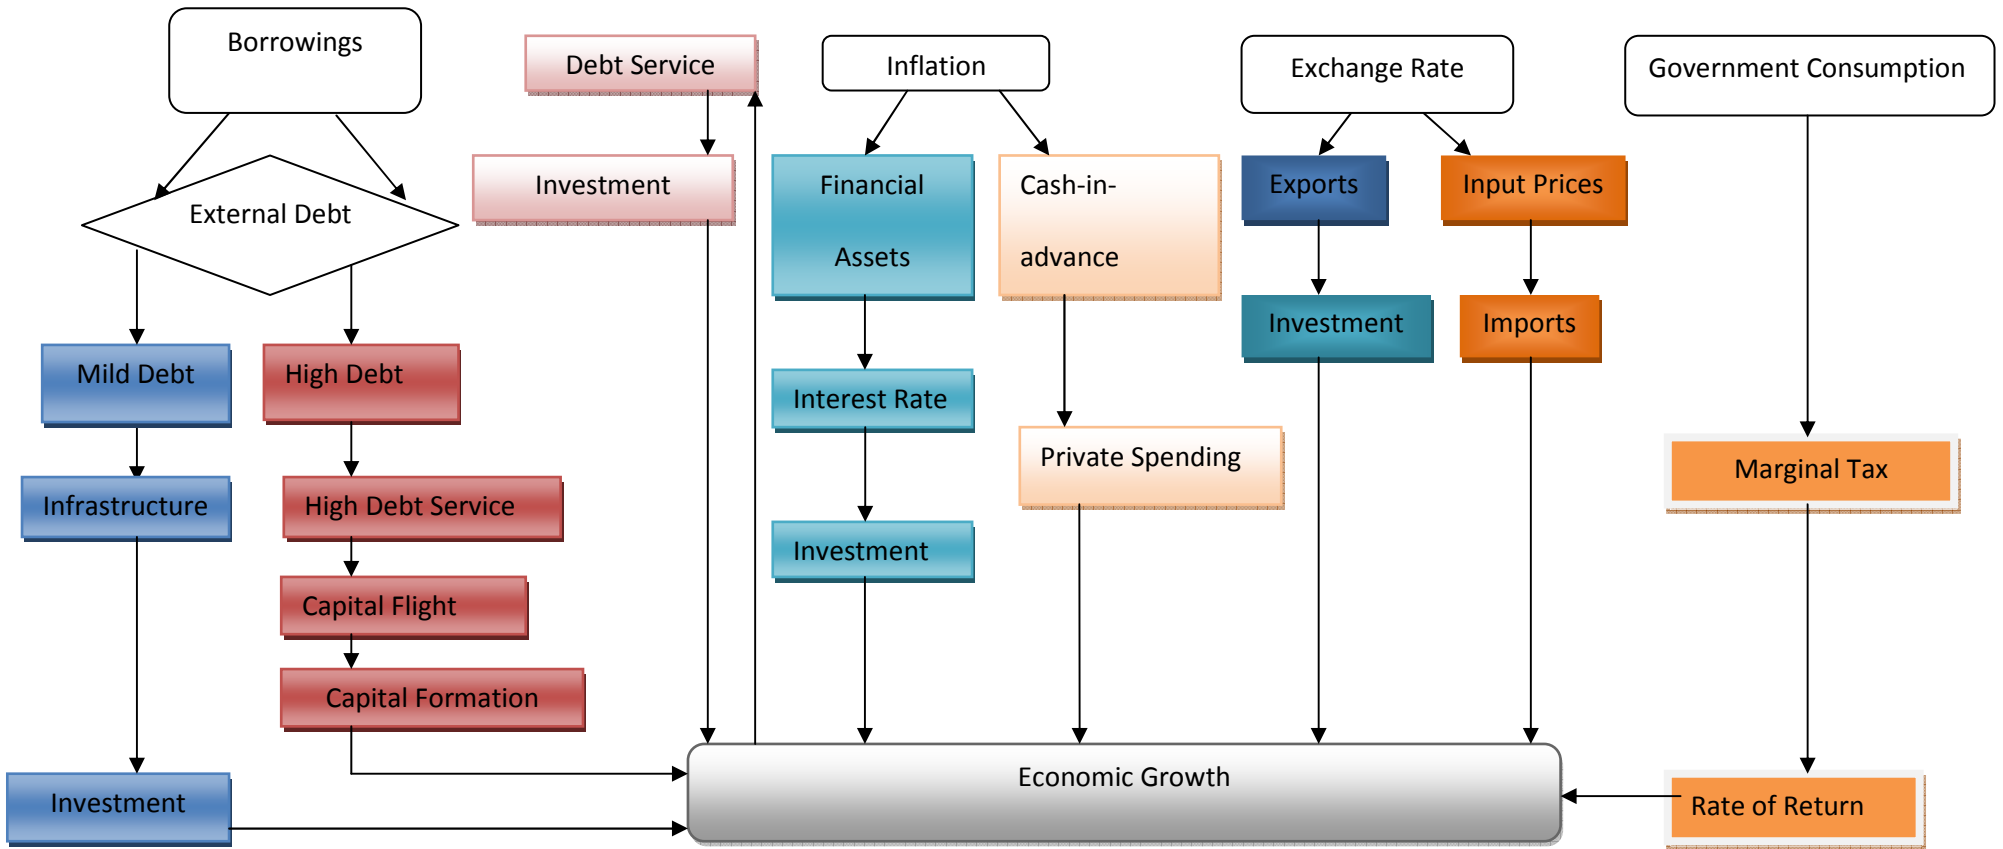 Borrowings
Debt Service
Inflation
Exchange Rate
Government Consumption
External Debt
Investment
Financial
Assets
Cash-in-
advance
Exports
Input Prices
Investment
Imports
Mild Debt
High Debt
Interest Rate
Private Spending
Marginal Tax
Infrastructure
High Debt Service
Investment
Capital Flight
Capital Formation
Investment
Economic Growth
Rate of Return